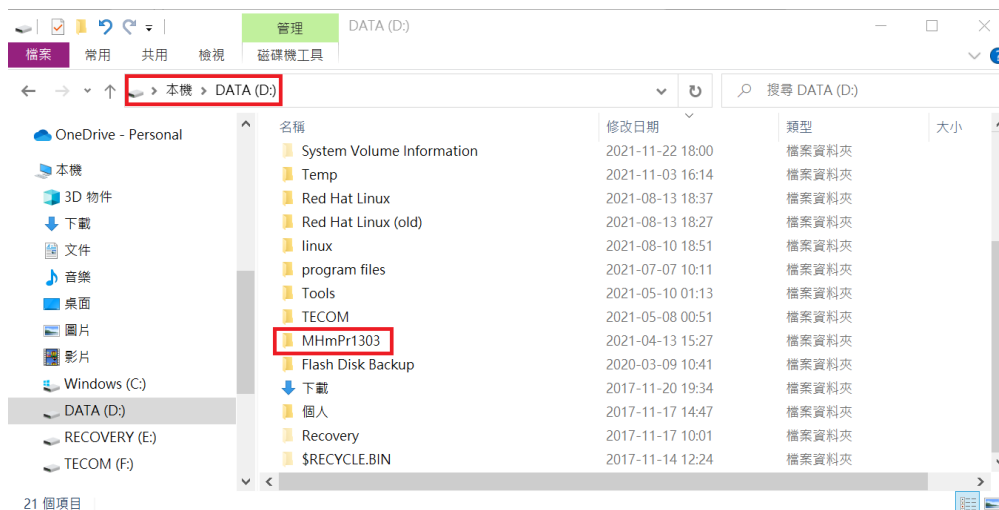 管理 DATA (D:)
檔案 常用 共用 檢視 磁碟機工具
本機 > DATA (D:) 搜尋 DATA (D:)
OneDrive - Personal
本機
3D 物件
下載
文件
音樂
桌面
圖片
影片
Windows (C:)
DATA (D:)
RECOVERY (E:)
TECOM (F:)
名稱 修改日期 類型 大小
System Volume Information 2021-11-22 18:00 檔案資料夾
Temp 2021-11-03 16:14 檔案資料夾
Red Hat Linux 2021-08-13 18:37 檔案資料夾
Red Hat Linux (old) 2021-08-13 18:27 檔案資料夾
linux 2021-08-10 18:51 檔案資料夾
program files 2021-07-07 10:11 檔案資料夾
Tools 2021-05-10 01:13 檔案資料夾
TECOM 2021-05-08 00:51 檔案資料夾
MHmPr1303 2021-04-13 15:27 檔案資料夾
Flash Disk Backup 2020-03-09 10:41 檔案資料夾
下載 2017-11-20 19:34 檔案資料夾
個人 2017-11-17 14:47 檔案資料夾
Recovery 2017-11-17 10:01 檔案資料夾
$RECYCLE.BIN 2017-11-14 12:24 檔案資料夾
21 個項目